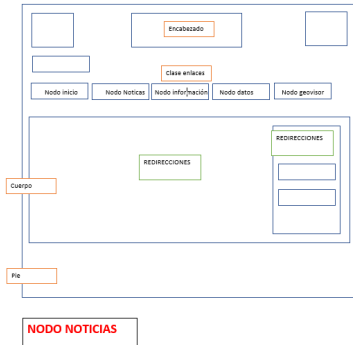 Encabezado
Clase enlaces
Nodo inicio
Nodo Noticas
Nodo información
Nodo datos
Nodo geovisor
REDIRECCIONES
REDIRECCIONES
Cuerpo
Pie
NODO NOTICIAS